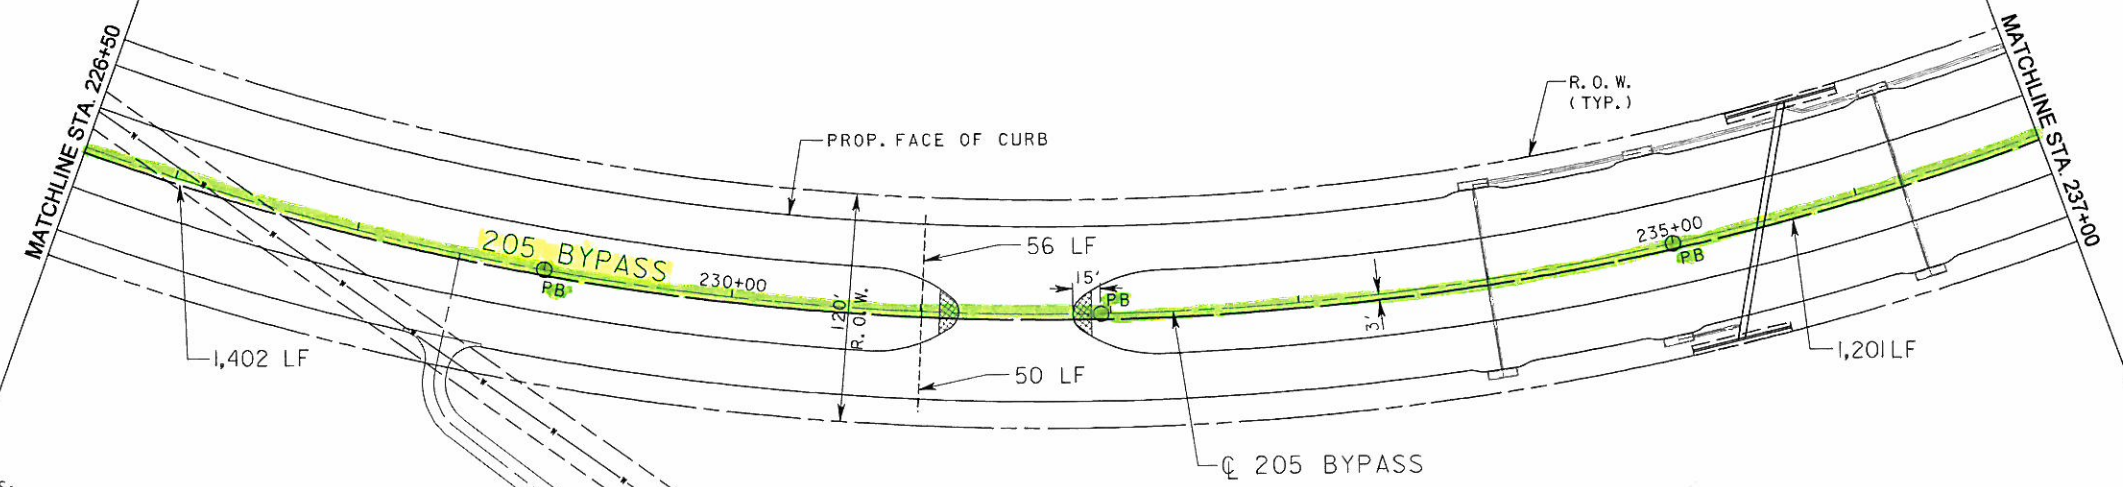 MATCHLINE STA. 226+50
MATCHLINE STA. 237+00
R.O.W.
(TYP.)
PROP. FACE OF CURB
205 BYPASS
PB
230+00
120'
R.O.W.
56 LF
15'
PB
235+00
PB
3'
1,402 LF
50 LF
1,201 LF
℄ 205 BYPASS